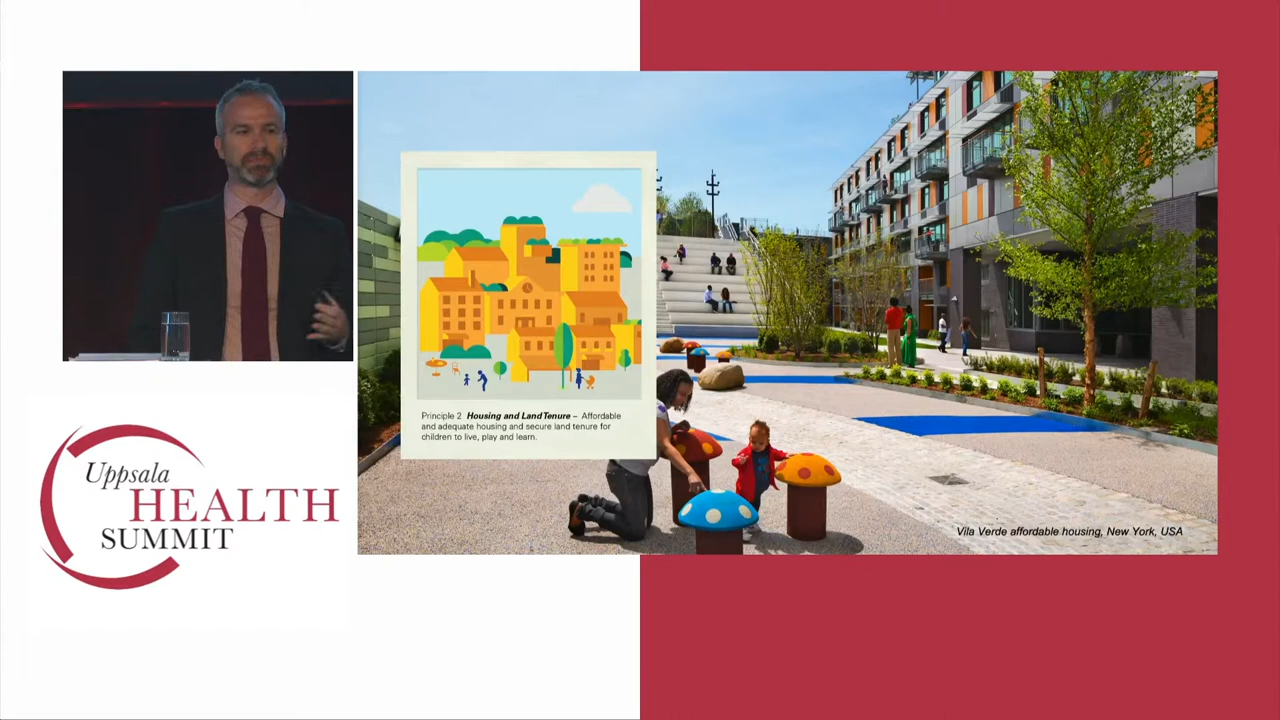 Principle 2 Housing and Land Tenure – Affordable
and adequate housing and secure land tenure for
children to live, play and learn.
Vila Verde affordable housing, New York, USA
Uppsala
HEALTH
SUMMIT